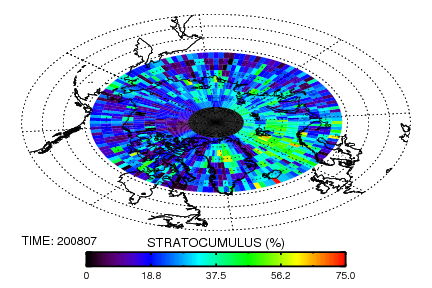 TIME: 200807
STRATOCUMULUS (%)
0 18.8 37.5 56.2 75.0